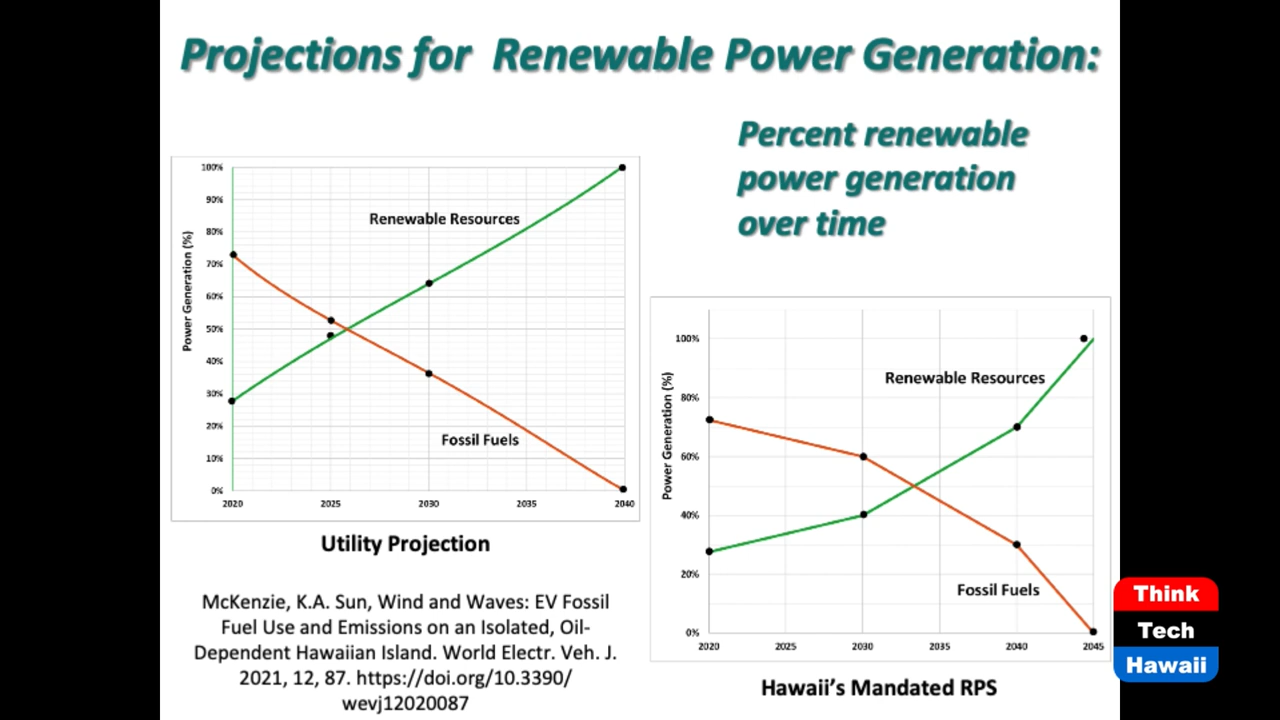 Projections for Renewable Power Generation:
Percent renewable
power generation
over time
100%
90%
80%
70%
60%
50%
40%
30%
20%
10%
0%
Power Generation (%)
Renewable Resources
Fossil Fuels
2020
2025
2030
2035
2040
Utility Projection
McKenzie, K.A. Sun, Wind and Waves: EV Fossil
Fuel Use and Emissions on an Isolated, Oil-
Dependent Hawaiian Island. World Electr. Veh. J.
2021, 12, 87. https://doi.org/10.3390/
wevj12020087
100%
80%
60%
40%
20%
0%
Power Generation (%)
Renewable Resources
Fossil Fuels
2020
2025
2030
2035
2040
2045
Hawaii’s Mandated RPS
Think
Tech
Hawaii